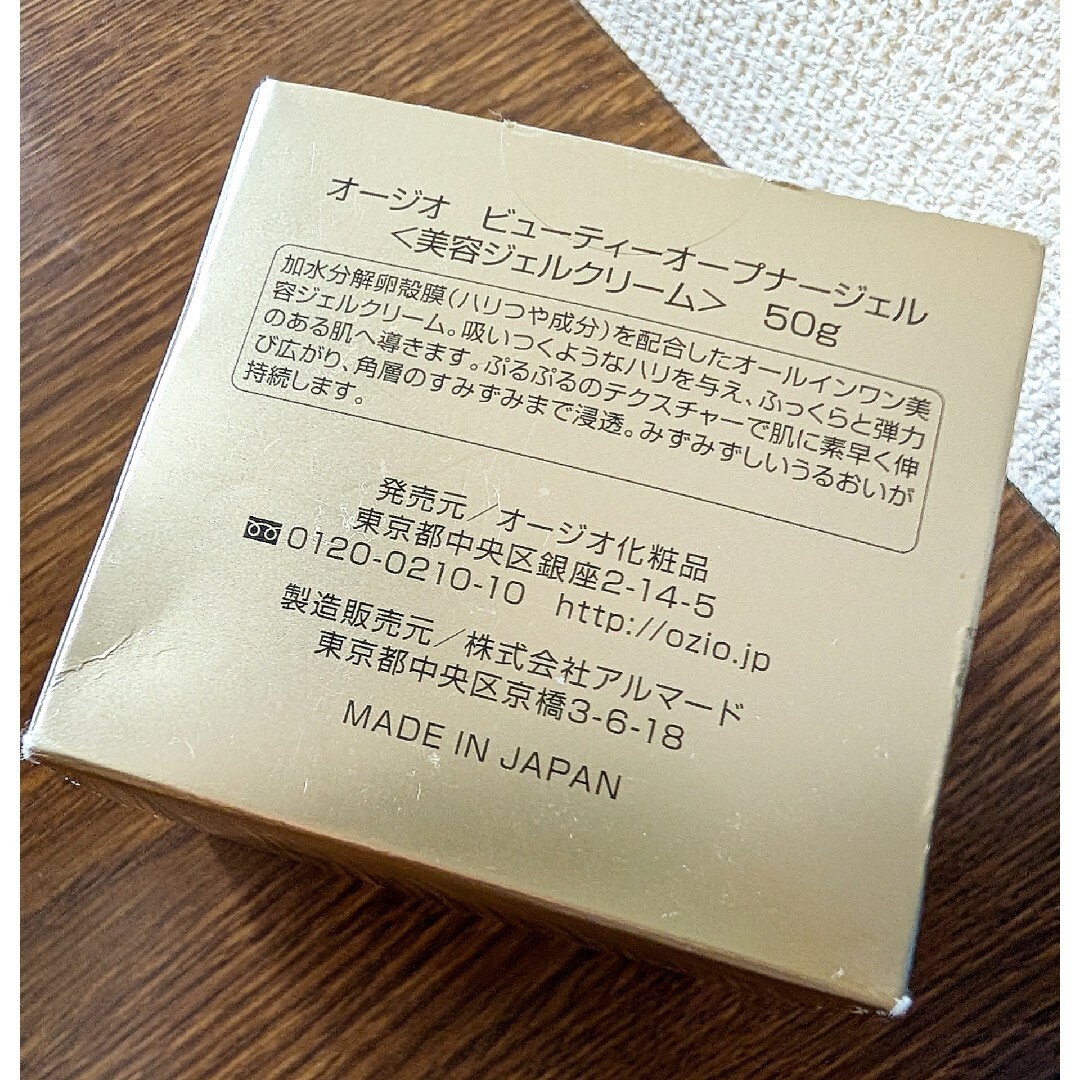 オージオ ビューティーオープナージェル
<美容ジェルクリーム> 50g
加水分解卵殻膜(ハリつや成分)を配合したオールインワン美
容ジェルクリーム。吸いつくようなハリを与え、ふっくらと弾力
のある肌へ導きます。ぷるぷるのテクスチャーで肌に素早く伸
び広がり、角層のすみずみまで浸透。みずみずしいうるおいが
持続します。
発売元/オージオ化粧品
東京都中央区銀座2-14-5
0120-0210-10 http://ozio.jp
製造販売元/株式会社アルマード
東京都中央区京橋3-6-18
MADE IN JAPAN